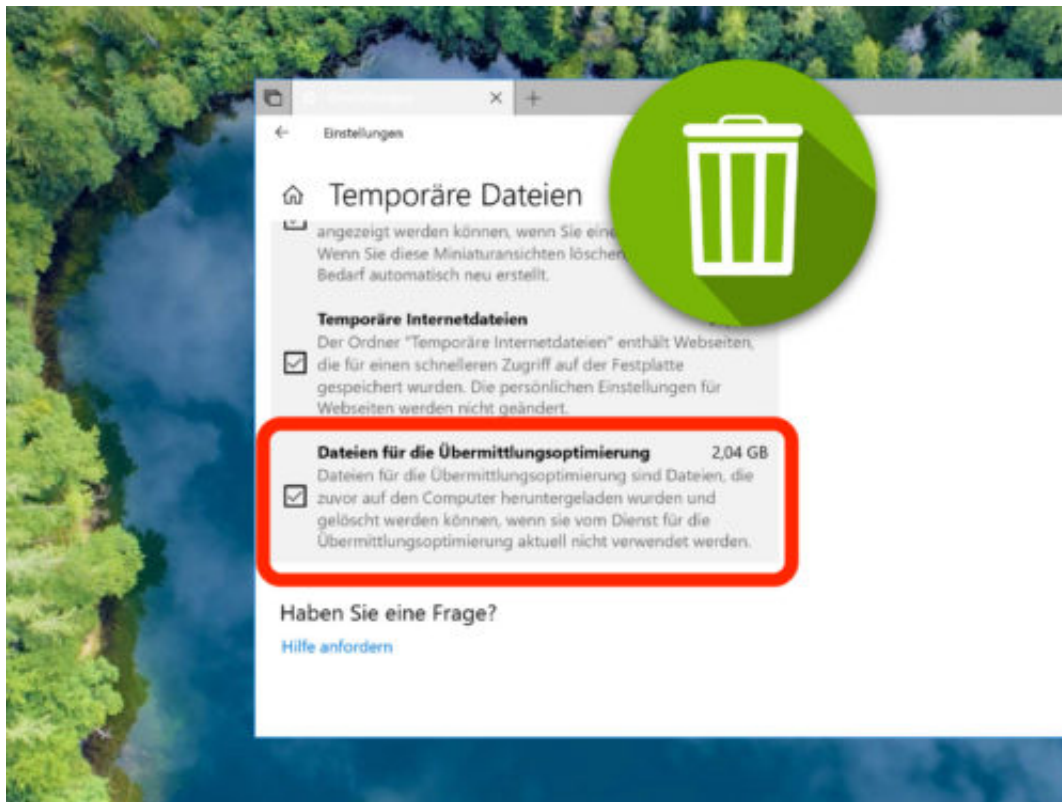 Einstellungen
Temporäre Dateien
angezeigt werden können, wenn Sie eine
Wenn Sie diese Miniaturansichten löschen
Bedarf automatisch neu erstellt.
Temporäre Internetdateien
Der Ordner "Temporäre Internetdateien" enthält Webseiten,
die für einen schnelleren Zugriff auf der Festplatte
gespeichert wurden. Die persönlichen Einstellungen für
Webseiten werden nicht geändert.
Dateien für die Übermittlungsoptimierung 2,04 GB
Dateien für die Übermittlungsoptimierung sind Dateien, die
zuvor auf den Computer heruntergeladen wurden und
gelöscht werden können, wenn sie vom Dienst für die
Übermittlungsoptimierung aktuell nicht verwendet werden.
Haben Sie eine Frage?
Hilfe anfordern